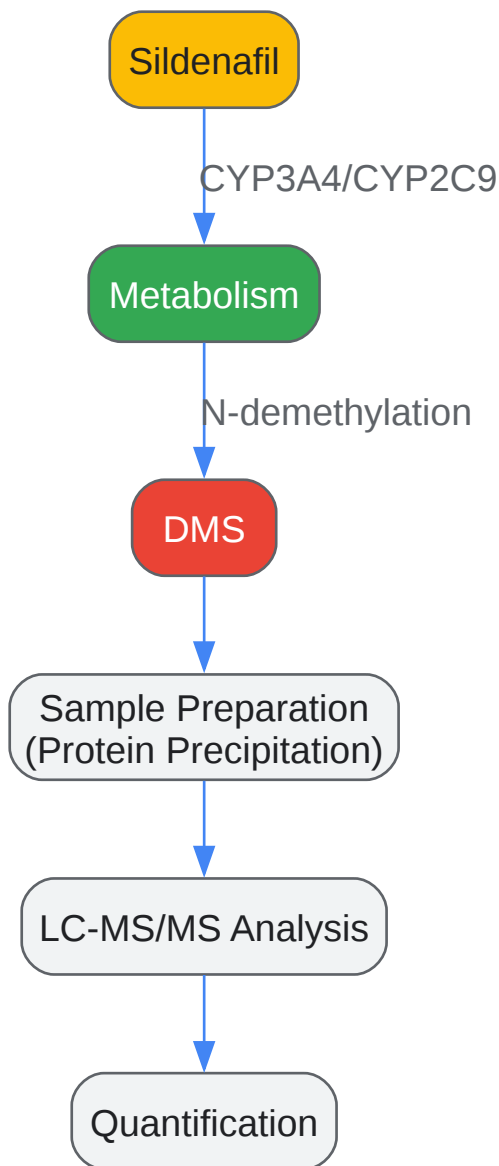 Sildenafil
CYP3A4/CYP2C9
Metabolism
N-demethylation
DMS
Sample Preparation
(Protein Precipitation)
LC-MS/MS Analysis
Quantification